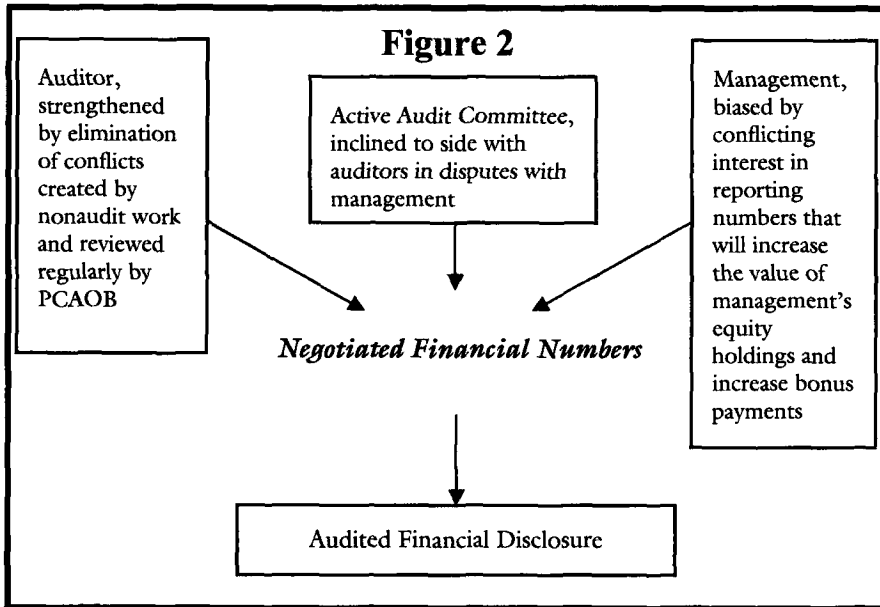 Figure 2
Auditor,
strengthened
by elimination
of conflicts
created by
nonaudit work
and reviewed
regularly by
PCAOB
Active Audit Committee,
inclined to side with
auditors in disputes with
management
Management,
biased by
conflicting
interest in
reporting
numbers that
will increase
the value of
management's
equity
holdings and
increase bonus
payments
Negotiated Financial Numbers
Audited Financial Disclosure